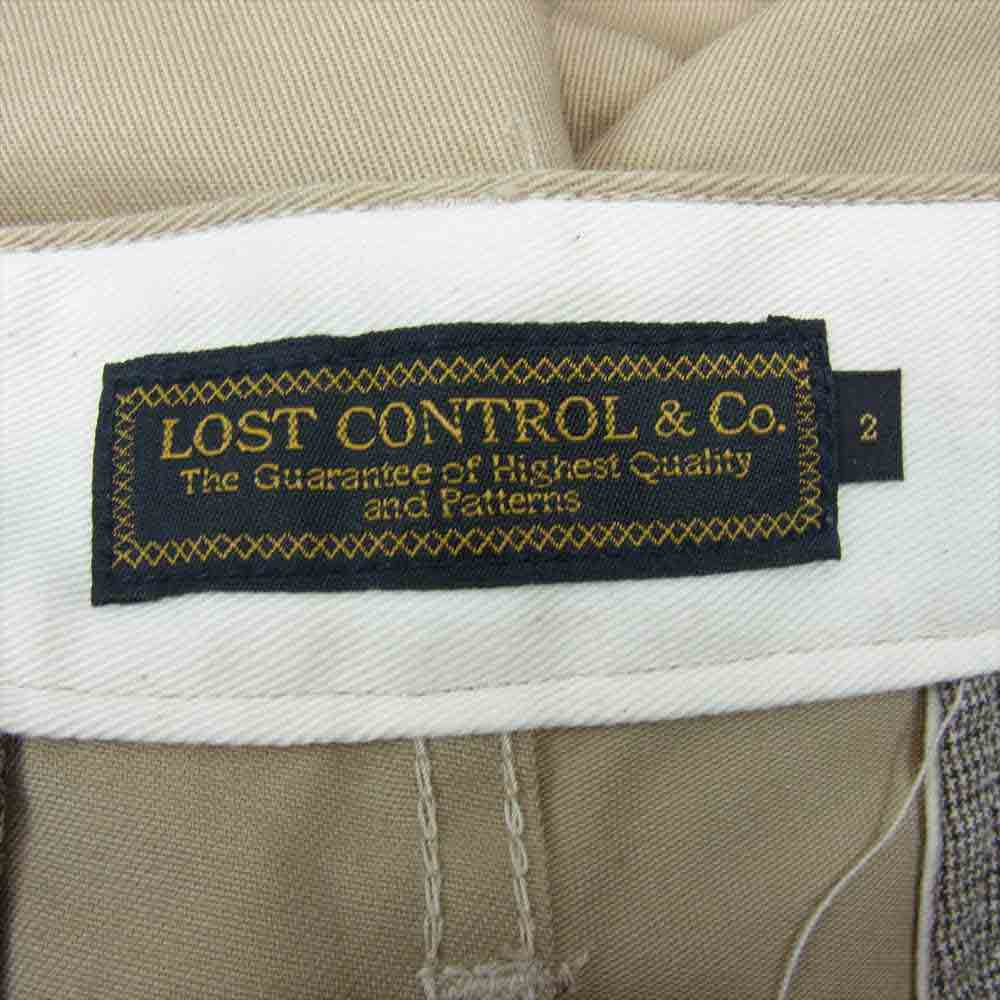 LOST CONTROL & Co.
The Guarantee of Highest Quality
and Patterns
2